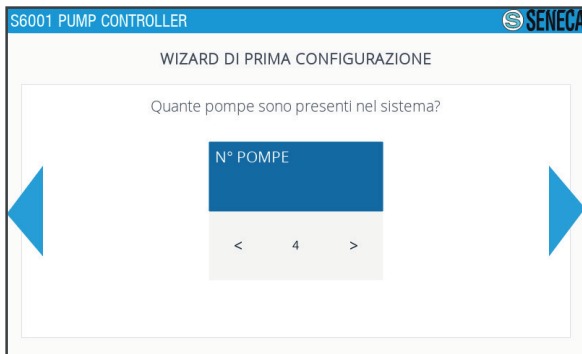 S6001 PUMP CONTROLLER
S SENECA
WIZARD DI PRIMA CONFIGURAZIONE
Quante pompe sono presenti nel sistema?
N° POMPE
< 4 >